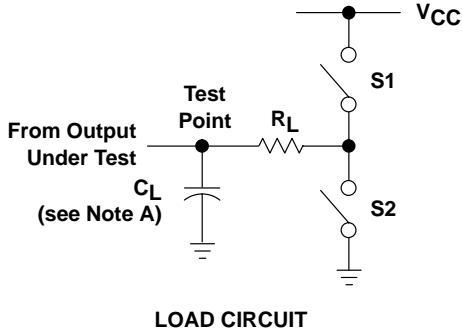 VCC
S1
Test
Point
RL
From Output
Under Test
CL
(see Note A)
S2
LOAD CIRCUIT